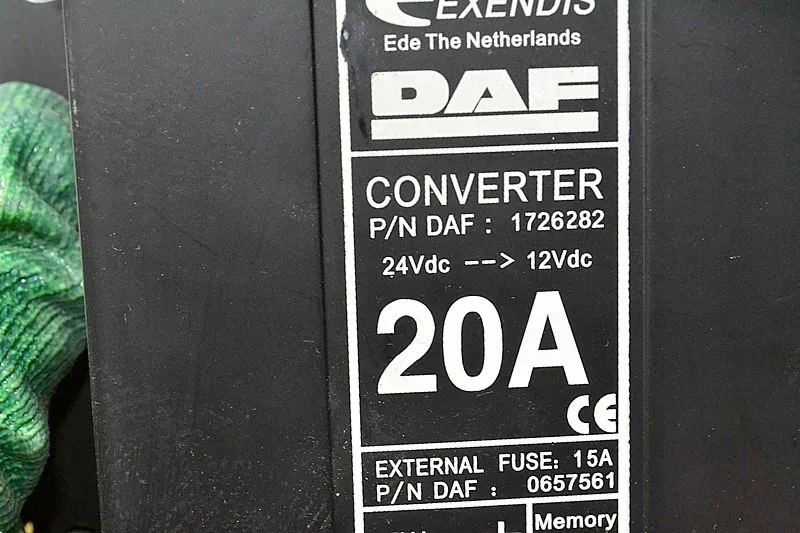 EXENDIS
Ede The Netherlands
DAF
CONVERTER
P/N DAF : 1726282
24Vdc --> 12Vdc
20A
CE
EXTERNAL FUSE: 15A
P/N DAF : 0657561
Memory